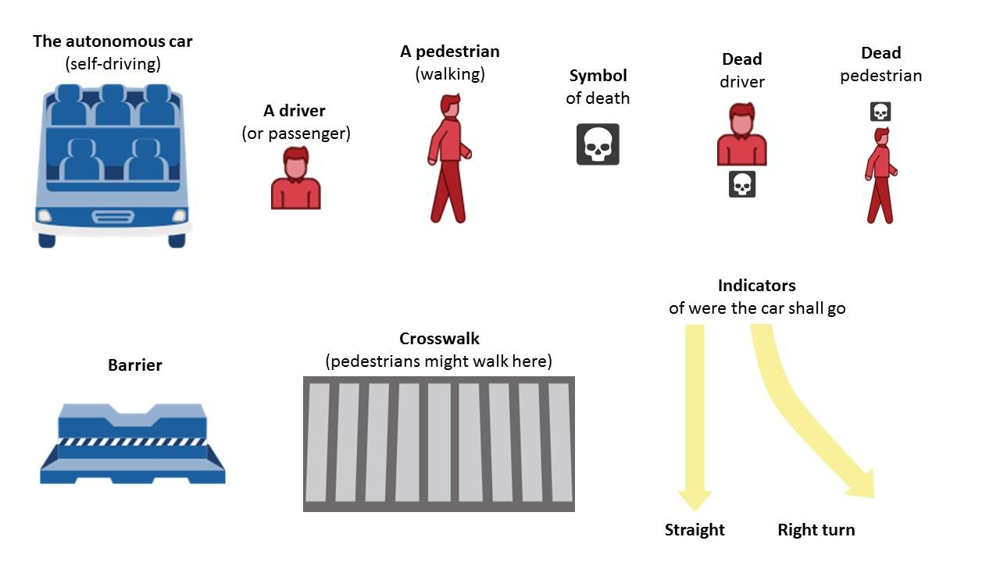 The autonomous car
(self-driving)
A driver
(or passenger)
A pedestrian
(walking)
Symbol
of death
Dead
driver
Dead
pedestrian
Barrier
Crosswalk
(pedestrians might walk here)
Indicators
of were the car shall go
Straight
Right turn